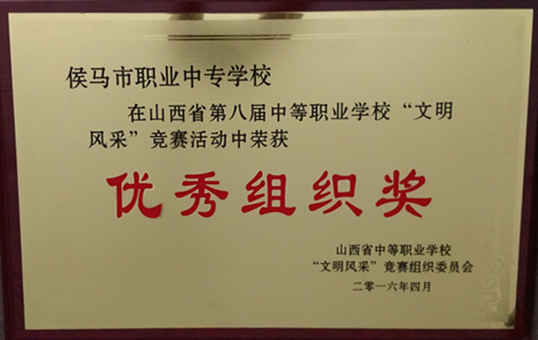 侯马市职业中专学校
在山西省第八届中等职业学校“文明
风采”竞赛活动中荣获
优秀组织奖
山西省中等职业学校
“文明风采”竞赛组织委员会
二零一六年四月